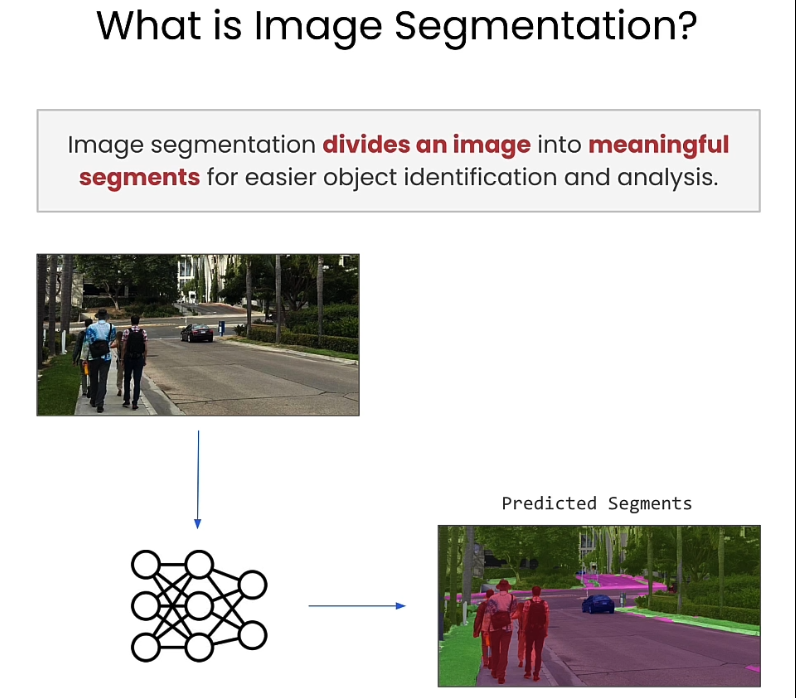 What is Image Segmentation?
Image segmentation divides an image into meaningful
segments for easier object identification and analysis.
Predicted Segments